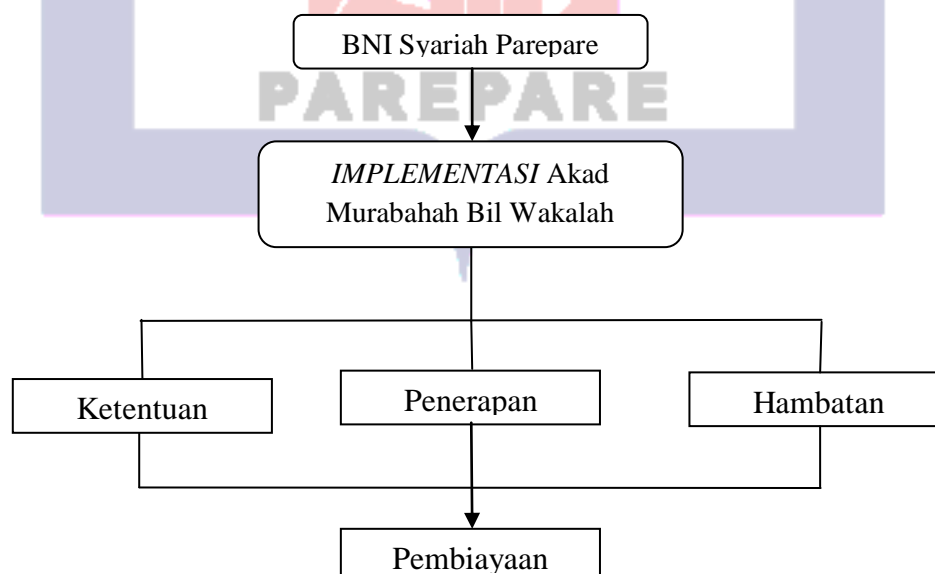 BNI Syariah Parepare
PAREPARE
IMPLEMENTASI Akad
Murabahah Bil Wakalah
Ketentuan
Penerapan
Hambatan
Pembiayaan